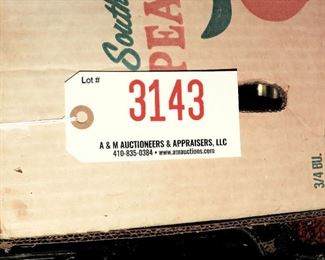 South
PEA
Lot #
3143
A & M AUCTIONEERS & APPRAISERS, LLC
410-835-0384 • www.amauctions.com
3/4 BU.